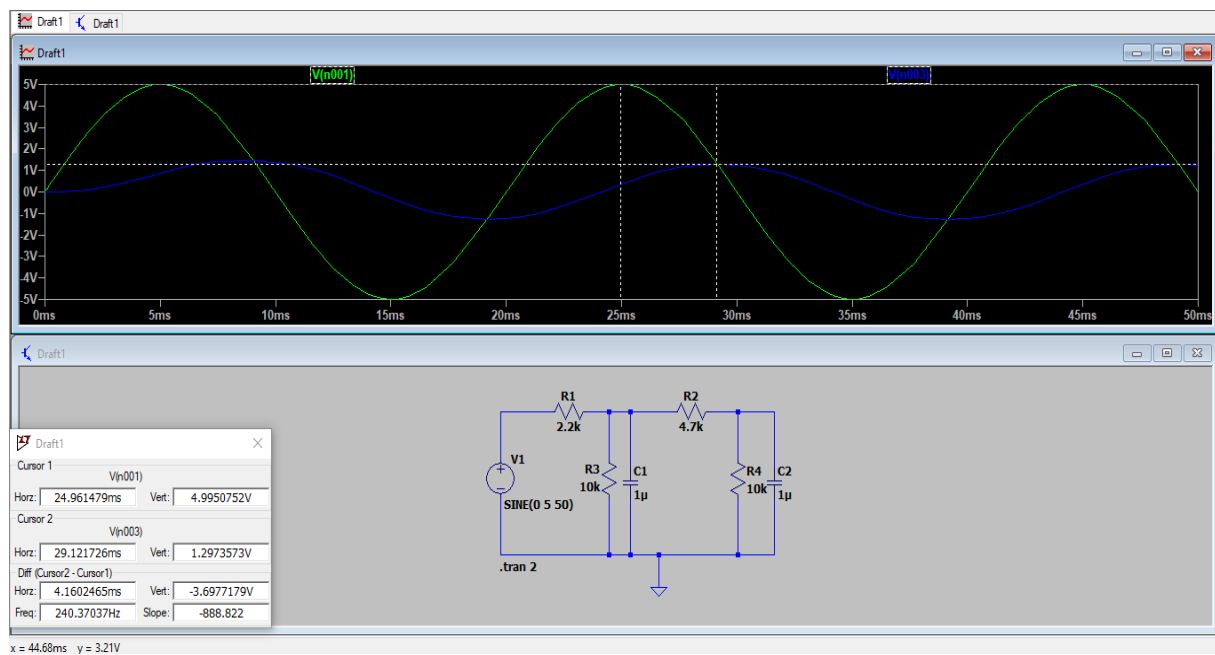 Draft1 Draft1
Draft1
V(n001) V(n003)
5V
4V
3V
2V
1V
0V
-1V
-2V
-3V
-4V
-5V
0ms 5ms 10ms 15ms 20ms 25ms 30ms 35ms 40ms 45ms 50ms
Draft1
R1 R2
2.2k 4.7k
V1 R3 C1 R4 C2
10k 1µ 10k 1µ
SINE(0 5 50)
.tran 2
Draft1
Cursor 1
V(n001)
Horz: 24.961479ms Vert: 4.9950752V
Cursor 2
V(n003)
Horz: 29.121726ms Vert: 1.2973573V
Diff (Cursor2 - Cursor1)
Horz: 4.1602465ms Vert: -3.6977179V
Freq: 240.37037Hz Slope: -888.822
x = 44.68ms y = 3.21V